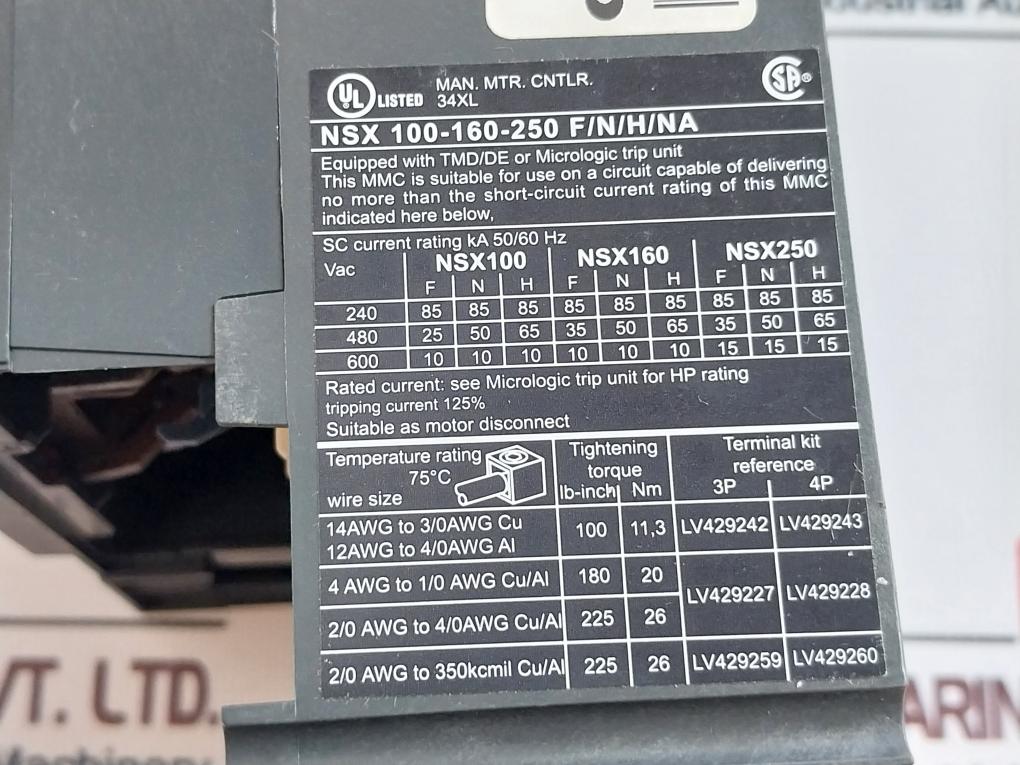 UL LISTED MAN. MTR. CNTLR.
34XL
SA®
NSX 100-160-250 F/N/H/NA
Equipped with TMD/DE or Micrologic trip unit
This MMC is suitable for use on a circuit capable of delivering
no more than the short-circuit current rating of this MMC
indicated here below,
SC current rating kA 50/60 Hz
Vac NSX100 NSX160 NSX250
F N H F N H F N H
240 85 85 85 85 85 85 85 85 85
480 25 50 65 35 50 65 35 50 65
600 10 10 10 10 10 10 15 15 15
Rated current: see Micrologic trip unit for HP rating
tripping current 125%
Suitable as motor disconnect
Temperature rating
75°C
wire size
Tightening
torque
lb-inch Nm
Terminal kit
reference
3P 4P
14AWG to 3/0AWG Cu
12AWG to 4/0AWG Al
100 11,3 LV429242 LV429243
4 AWG to 1/0 AWG Cu/Al 180 20
LV429227 LV429228
2/0 AWG to 4/0AWG Cu/Al 225 26
2/0 AWG to 350kcmil Cu/Al 225 26 LV429259 LV429260
VT. LTD.
Machinery
ARIN